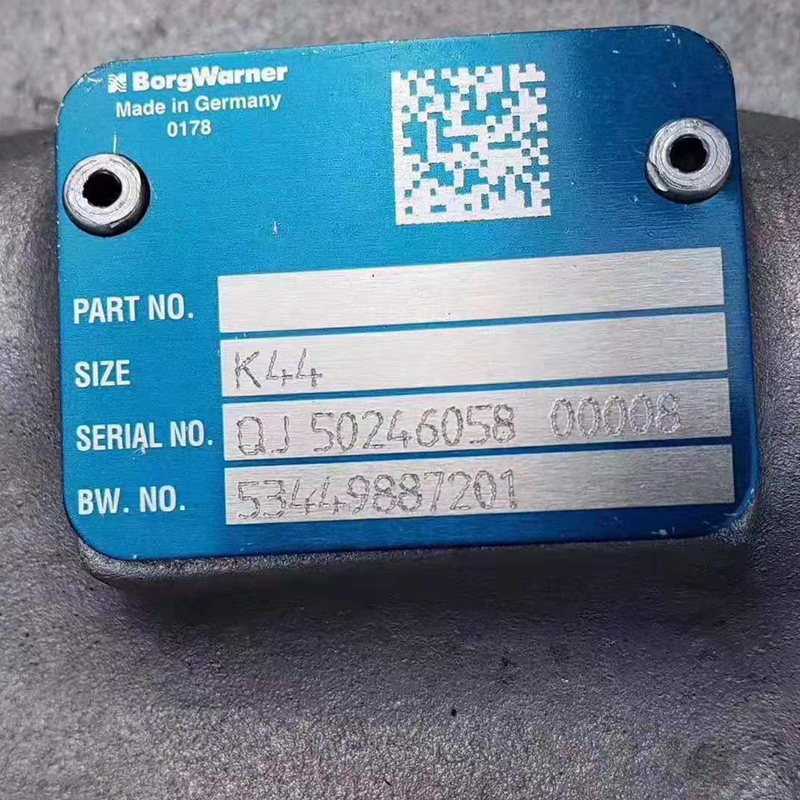 BorgWarner
Made in Germany
0178
PART NO.
SIZE K44
SERIAL NO. QJ 50246058 00008
BW. NO. 53449887201